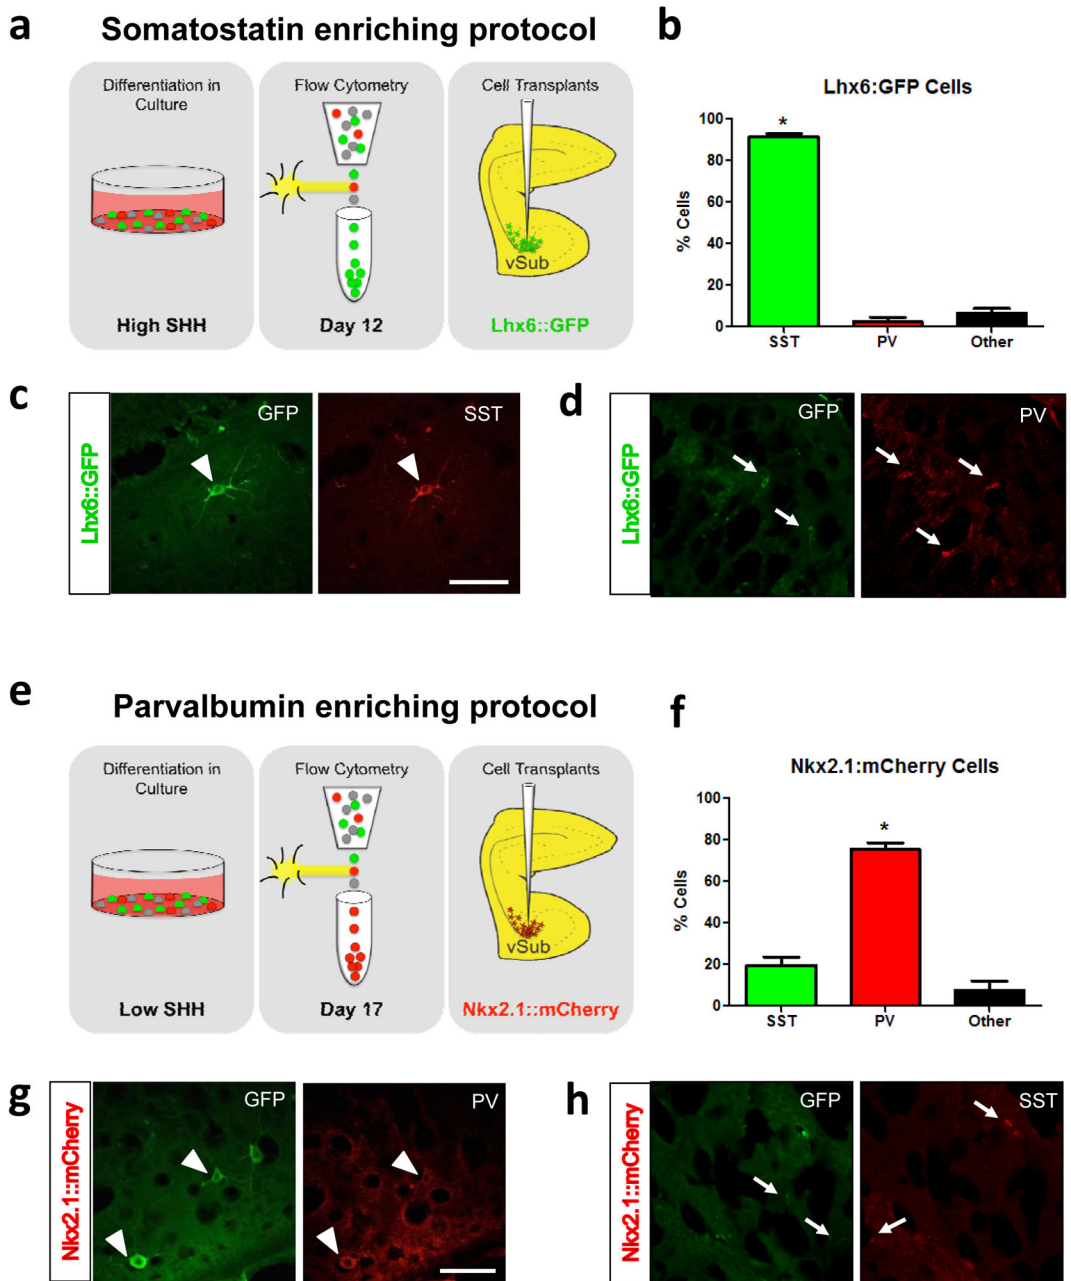 a
Somatostatin enriching protocol
Differentiation in
Culture
High SHH
Flow Cytometry
Day 12
Cell Transplants
vSub
Lhx6::GFP
b
Lhx6:GFP Cells
% Cells
100
80
60
40
20
0
*
SST
PV
Other
c
Lhx6::GFP
GFP
SST
d
Lhx6::GFP
GFP
PV
e
Parvalbumin enriching protocol
Differentiation in
Culture
Low SHH
Flow Cytometry
Day 17
Cell Transplants
vSub
Nkx2.1::mCherry
f
Nkx2.1:mCherry Cells
% Cells
100
80
60
40
20
0
*
SST
PV
Other
g
Nkx2.1::mCherry
GFP
PV
h
Nkx2.1::mCherry
GFP
SST